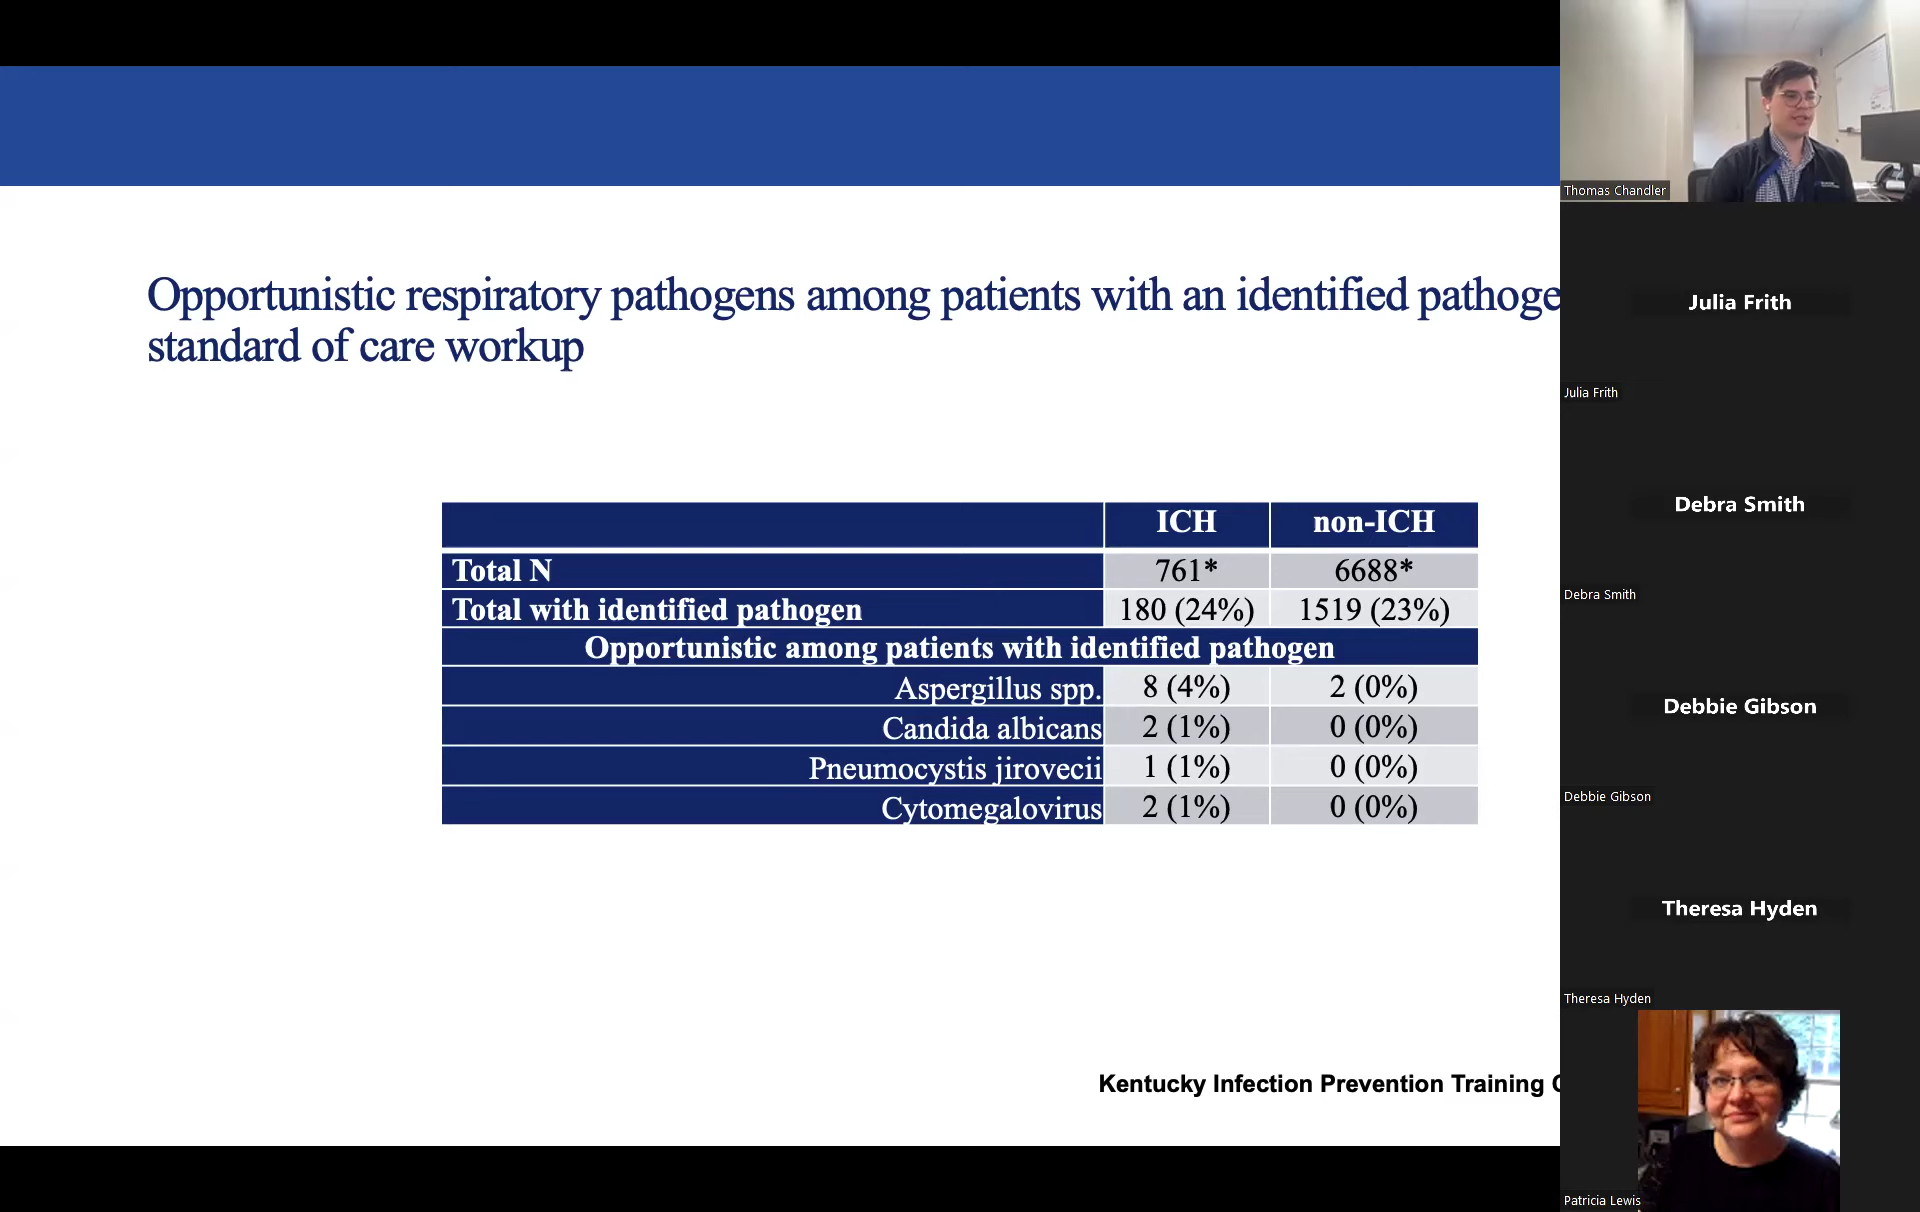 Opportunistic respiratory pathogens among patients with an identified pathoge
standard of care workup
ICH non-ICH
Total N 761* 6688*
Total with identified pathogen 180 (24%) 1519 (23%)
Opportunistic among patients with identified pathogen
Aspergillus spp. 8 (4%) 2 (0%)
Candida albicans 2 (1%) 0 (0%)
Pneumocystis jirovecii 1 (1%) 0 (0%)
Cytomegalovirus 2 (1%) 0 (0%)
Kentucky Infection Prevention Training
Thomas Chandler
Julia Frith
Julia Frith
Debra Smith
Debra Smith
Debbie Gibson
Debbie Gibson
Theresa Hyden
Theresa Hyden
Patricia Lewis